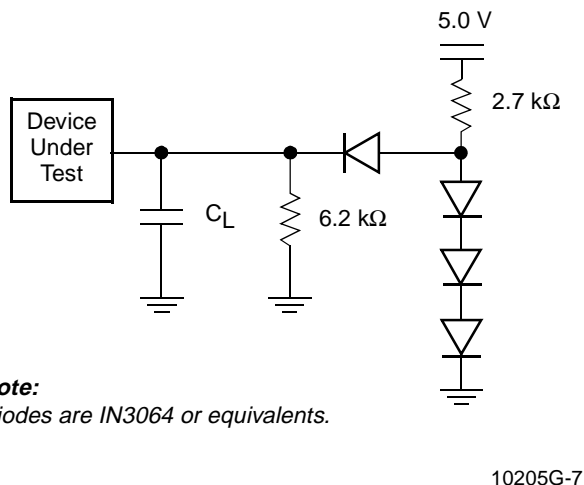 5.0 V
2.7 kΩ
Device
Under
Test
CL
6.2 kΩ
ote:
iodes are IN3064 or equivalents.
10205G-7